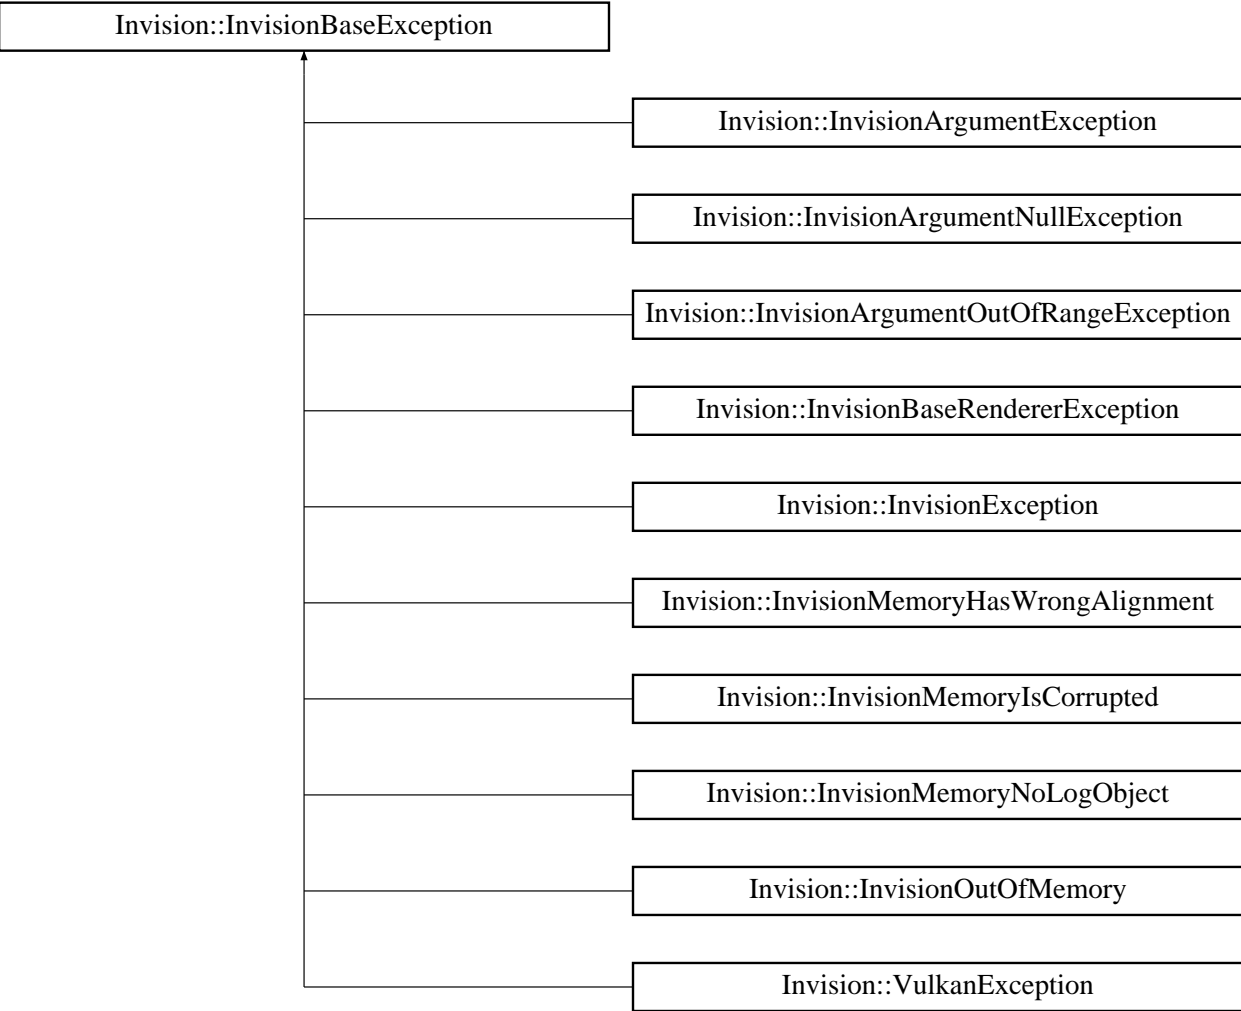 Invision::InvisionBaseException
Invision::InvisionArgumentException
Invision::InvisionArgumentNullException
Invision::InvisionArgumentOutOfRangeException
Invision::InvisionBaseRendererException
Invision::InvisionException
Invision::InvisionMemoryHasWrongAlignment
Invision::InvisionMemoryIsCorrupted
Invision::InvisionMemoryNoLogObject
Invision::InvisionOutOfMemory
Invision::VulkanException